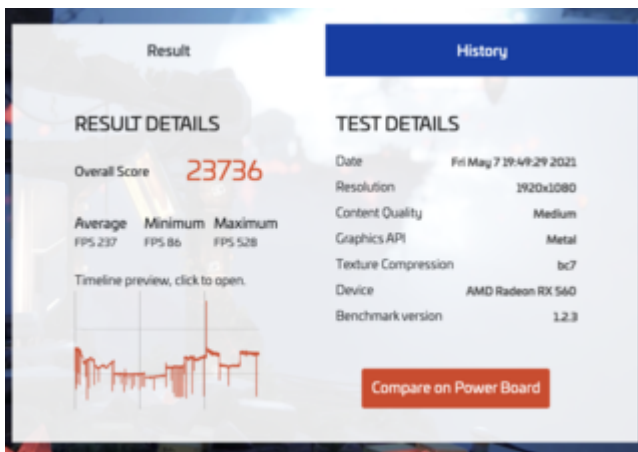 Result
History
RESULT DETAILS
Overall Score 23736
Average Minimum Maximum
FPS 237 FPS 86 FPS 528
Timeline preview, click to open.
TEST DETAILS
Date Fri May 7 19:49:29 2021
Resolution 1920x1080
Content Quality Medium
Graphics API Metal
Texture Compression bc7
Device AMD Radeon RX 560
Benchmark version 1.2.3
Compare on Power Board